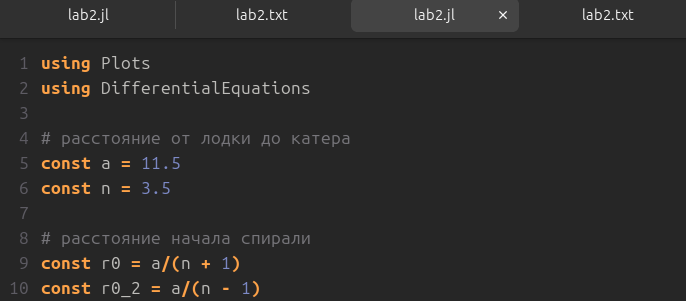 lab2.jl lab2.txt lab2.jl × lab2.txt
1 using Plots
2 using DifferentialEquations
3
4 # расстояние от лодки до катера
5 const a = 11.5
6 const n = 3.5
7
8 # расстояние начала спирали
9 const r0 = a/(n + 1)
10 const r0_2 = a/(n - 1)